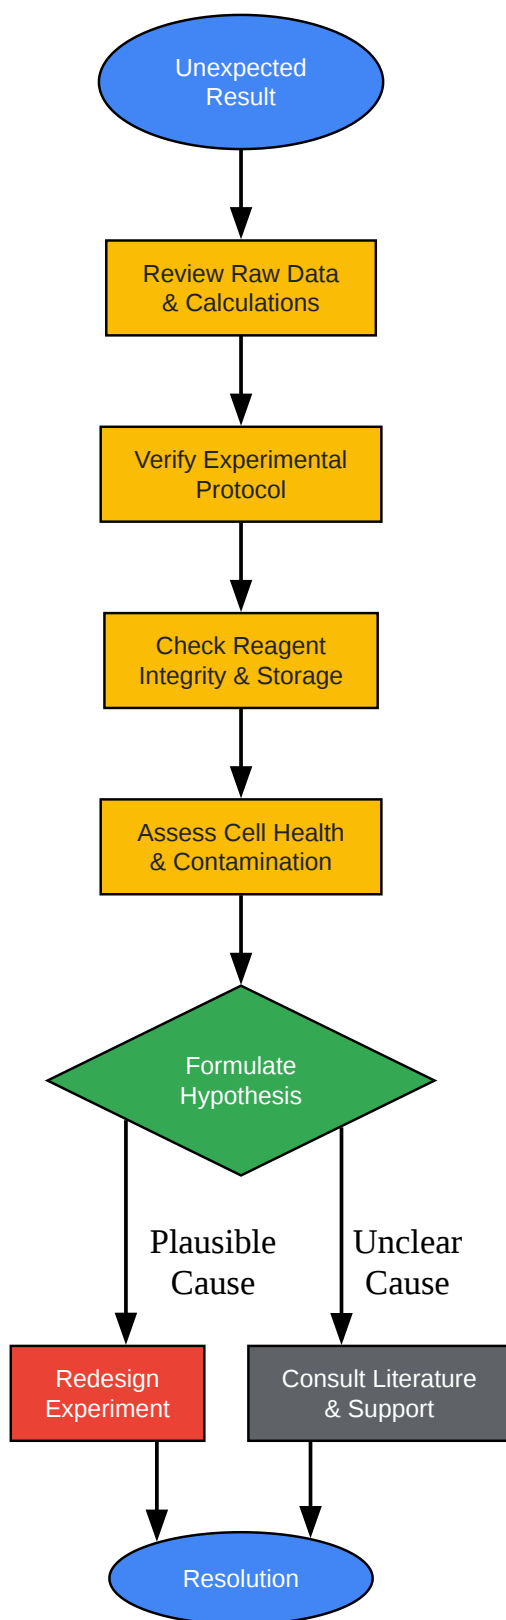 Unexpected
Result
Review Raw Data
& Calculations
Verify Experimental
Protocol
Check Reagent
Integrity & Storage
Assess Cell Health
& Contamination
Formulate
Hypothesis
Plausible
Cause
Unclear
Cause
Redesign
Experiment
Consult Literature
& Support
Resolution